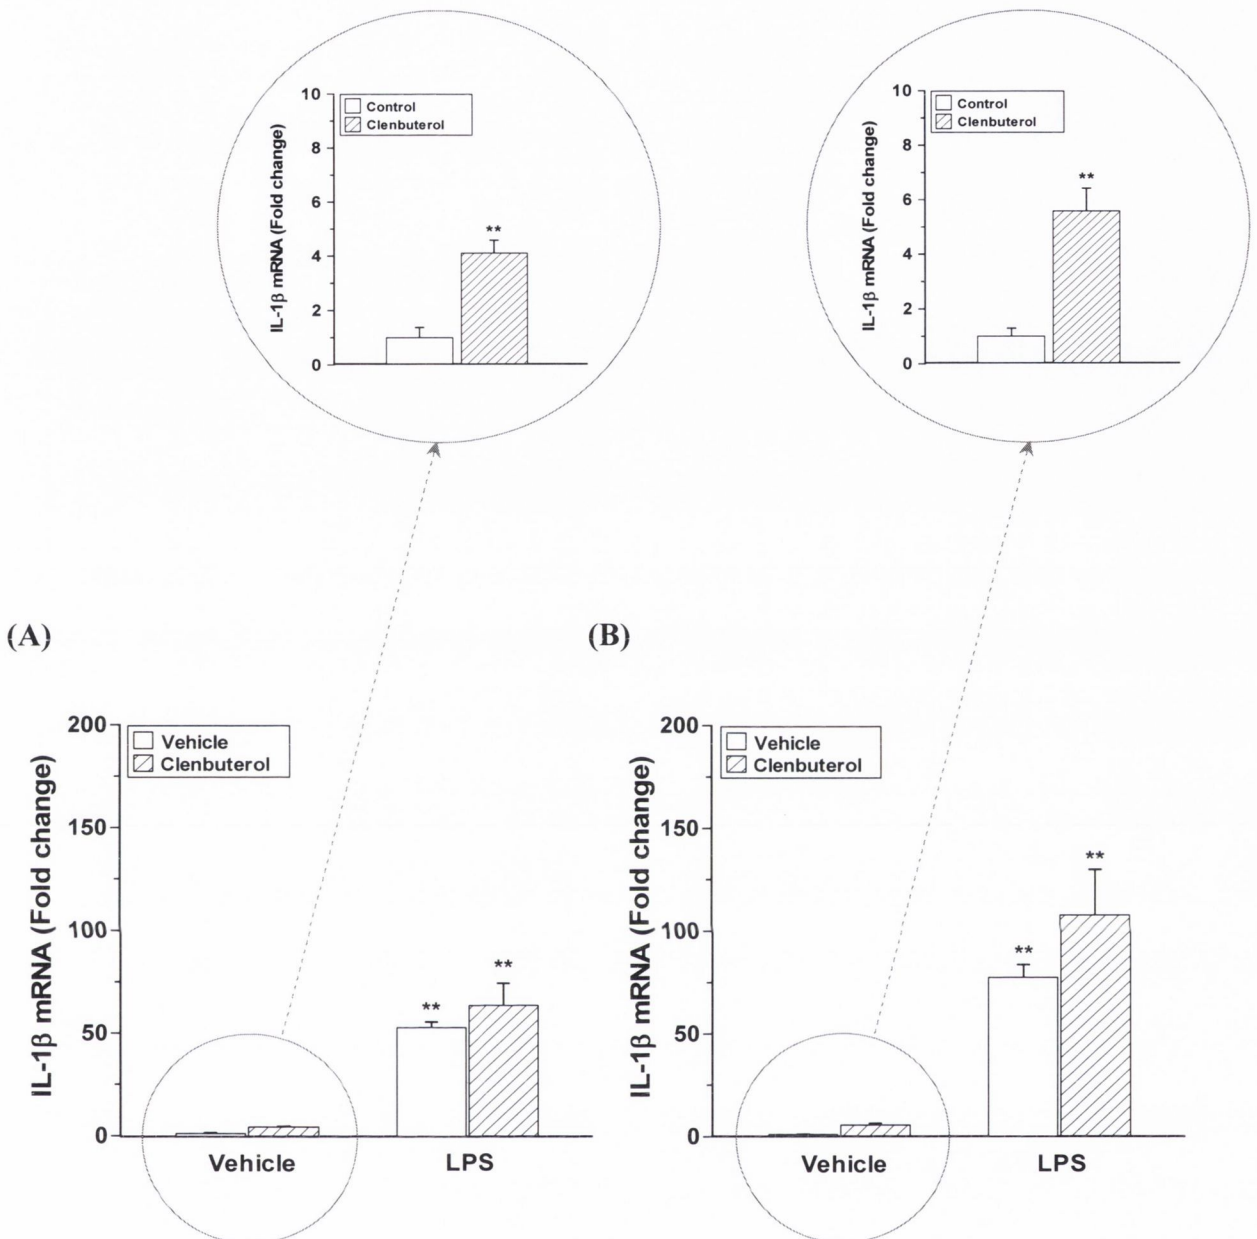 10
8
6
4
2
0
IL-1β mRNA (Fold change)
Control
Clenbuterol
**
10
8
6
4
2
0
IL-1β mRNA (Fold change)
Control
Clenbuterol
**
(A)
(B)
200
150
100
50
0
IL-1β mRNA (Fold change)
Vehicle
Clenbuterol
**
**
Vehicle
LPS
200
150
100
50
0
IL-1β mRNA (Fold change)
Vehicle
Clenbuterol
**
**
Vehicle
LPS